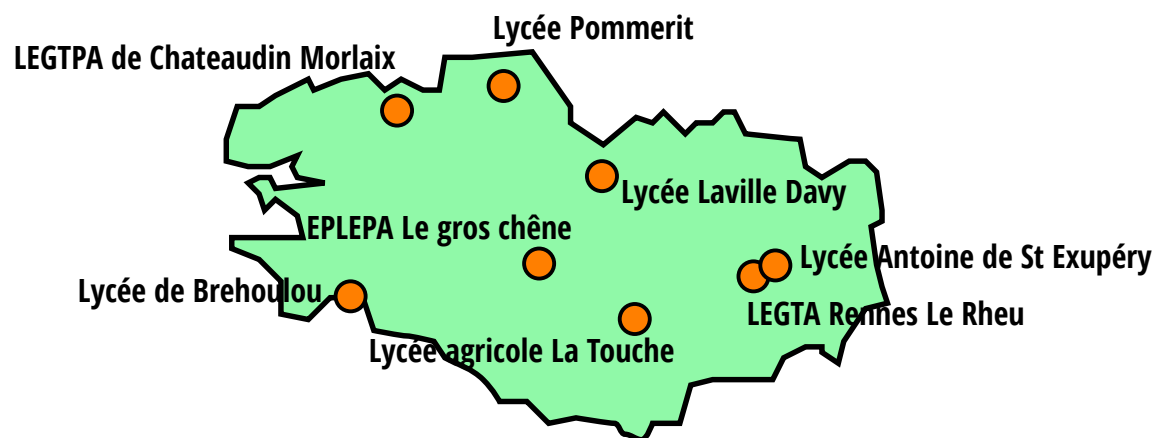 Lycée Pommerit
LEGTPA de Chateaudin Morlaix
Lycée Laville Davy
EPLEPA Le gros chêne
Lycée Antoine de St Exupéry
Lycée de Brehoulou
LEGTA Rennes Le Rheu
Lycée agricole La Touche